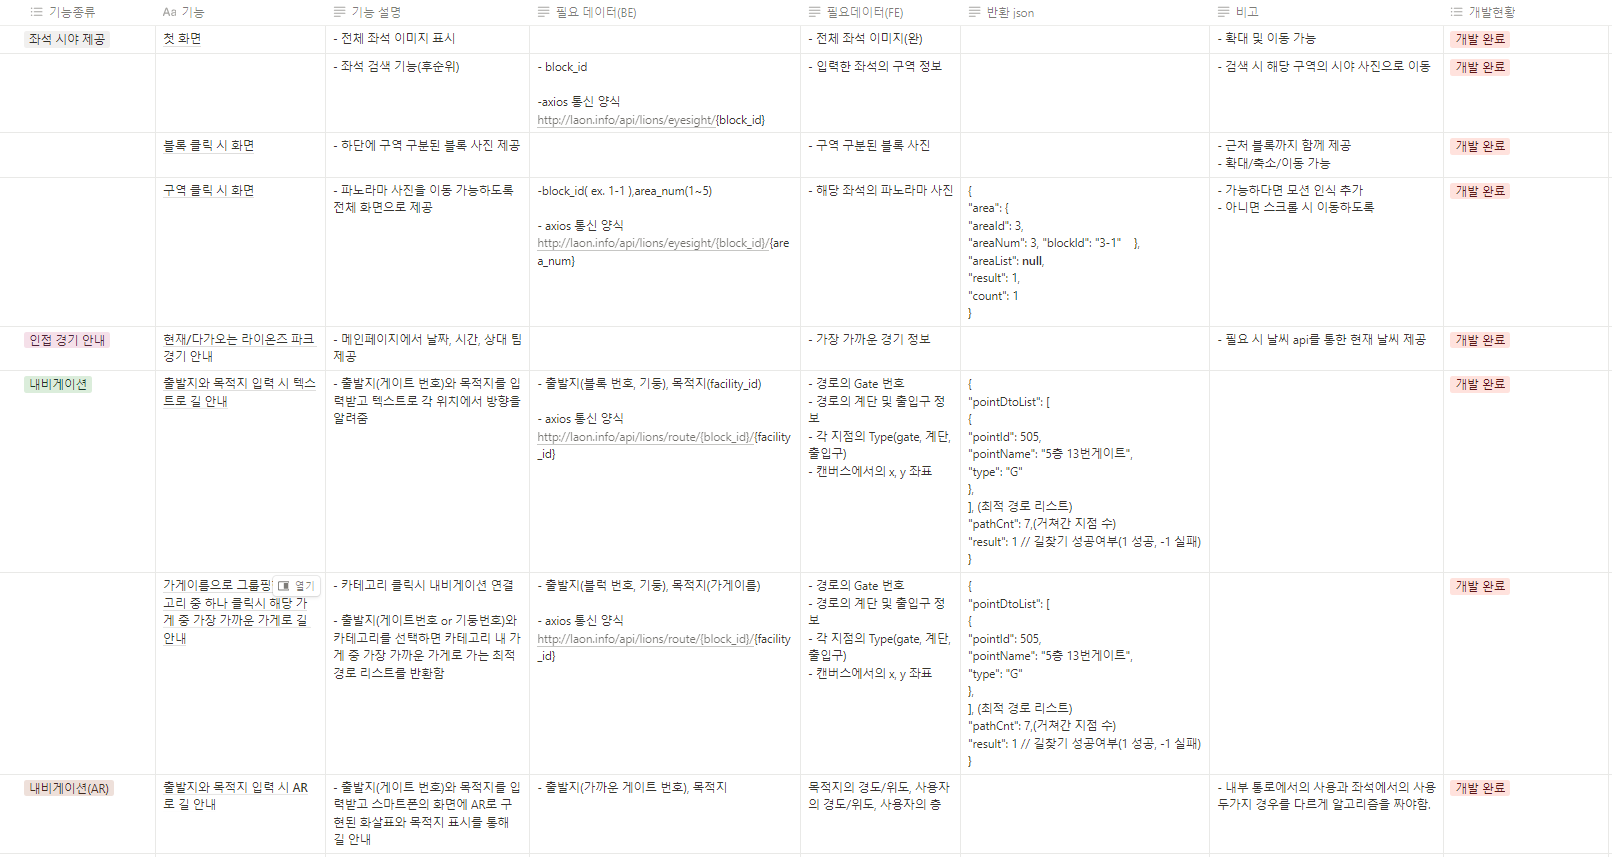 기능종류
Aa 기능
기능 설명
필요 데이터(BE)
필요데이터(FE)
반환 json
비고
개발현황
좌석 시야 제공
첫 화면
- 전체 좌석 이미지 표시
- 전체 좌석 이미지(완)
- 확대 및 이동 가능
개발 완료
- 좌석 검색 기능(후순위)
- block_id
-axios 통신 양식
http://laon.info/api/lions/eyesight/{block_id}
- 입력한 좌석의 구역 정보
- 검색 시 해당 구역의 시야 사진으로 이동
개발 완료
블록 클릭 시 화면
- 하단에 구역 구분된 블록 사진 제공
- 구역 구분된 블록 사진
- 근처 블록까지 함께 제공
- 확대/축소/이동 가능
개발 완료
구역 클릭 시 화면
- 파노라마 사진을 이동 가능하도록
전체 화면으로 제공
-block_id( ex. 1-1 ),area_num(1~5)
- axios 통신 양식
http://laon.info/api/lions/eyesight/{block_id}/{are
a_num}
- 해당 좌석의 파노라마 사진
{
"area": {
"areaId": 3,
"areaNum": 3, "blockId": "3-1" },
"areaList": null,
"result": 1,
"count": 1
}
- 가능하다면 모션 인식 추가
- 아니면 스크롤 시 이동하도록
개발 완료
인접 경기 안내
현재/다가오는 라이온즈 파크
경기 안내
- 메인페이지에서 날짜, 시간, 상대 팀
제공
- 가장 가까운 경기 정보
- 필요 시 날씨 api를 통한 현재 날씨 제공
개발 완료
내비게이션
출발지와 목적지 입력 시 텍스
트로 길 안내
- 출발지(게이트 번호)와 목적지를 입
력받고 텍스트로 각 위치에서 방향을
알려줌
- 출발지(블록 번호, 기둥), 목적지(facility_id)
- axios 통신 양식
http://laon.info/api/lions/route/{block_id}/{facility
_id}
- 경로의 Gate 번호
- 경로의 계단 및 출입구 정
보
- 각 지점의 Type(gate, 계단,
출입구)
- 캔버스에서의 x, y 좌표
{
"pointDtoList": [
{
"pointId": 505,
"pointName": "5층 13번게이트",
"type": "G"
},
], (최적 경로 리스트)
"pathCnt": 7,(거쳐간 지점 수)
"result": 1 // 길찾기 성공여부(1 성공, -1 실패)
}
개발 완료
가게이름으로 그룹핑
열기
고리 중 하나 클릭시 해당 가
게 중 가장 가까운 가게로 길
안내
- 카테고리 클릭시 내비게이션 연결
- 출발지(게이트번호 or 기둥번호)와
카테고리를 선택하면 카테고리 내 가
게 중 가장 가까운 가게로 가는 최적
경로 리스트를 반환함
- 출발지(블럭 번호, 기둥), 목적지(가게이름)
- axios 통신 양식
http://laon.info/api/lions/route/{block_id}/{facility
_id}
- 경로의 Gate 번호
- 경로의 계단 및 출입구 정
보
- 각 지점의 Type(gate, 계단,
출입구)
- 캔버스에서의 x, y 좌표
{
"pointDtoList": [
{
"pointId": 505,
"pointName": "5층 13번게이트",
"type": "G"
},
], (최적 경로 리스트)
"pathCnt": 7,(거쳐간 지점 수)
"result": 1 // 길찾기 성공여부(1 성공, -1 실패)
}
개발 완료
내비게이션(AR)
출발지와 목적지 입력 시 AR
로 길 안내
- 출발지(게이트 번호)와 목적지를 입
력받고 스마트폰의 화면에 AR로 구
현된 화살표와 목적지 표시를 통해
길 안내
- 출발지(가까운 게이트 번호), 목적지
목적지의 경도/위도, 사용자
의 경도/위도, 사용자의 층
- 내부 통로에서의 사용과 좌석에서의 사용
두가지 경우를 다르게 알고리즘을 짜야함.
개발 완료